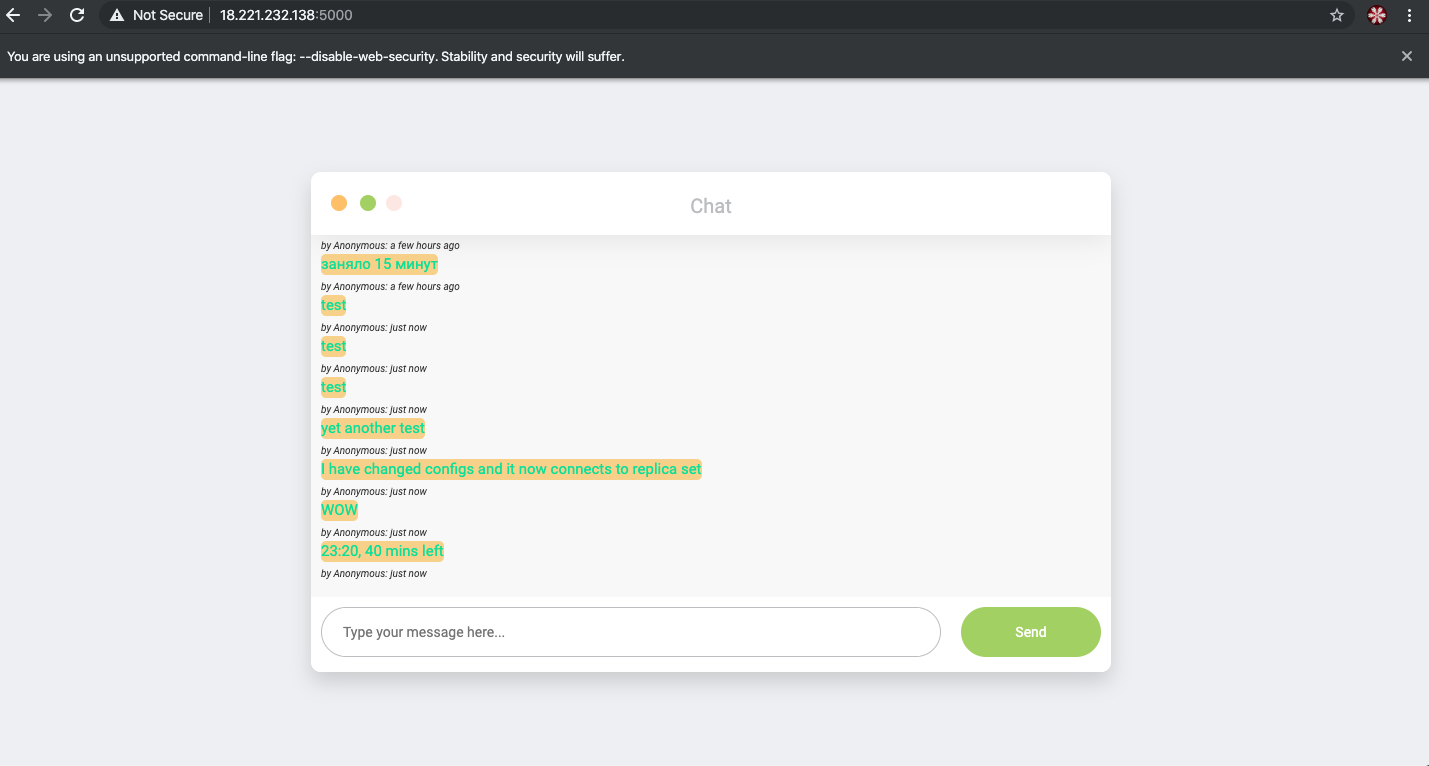 Not Secure 18.221.232.138:5000
You are using an unsupported command-line flag: --disable-web-security. Stability and security will suffer.
Chat
by Anonymous: a few hours ago
заняло 15 минут
by Anonymous: a few hours ago
test
by Anonymous: just now
test
by Anonymous: just now
test
by Anonymous: just now
yet another test
by Anonymous: just now
I have changed configs and it now connects to replica set
by Anonymous: just now
WOW
by Anonymous: just now
23:20, 40 mins left
by Anonymous: just now
Type your message here...
Send